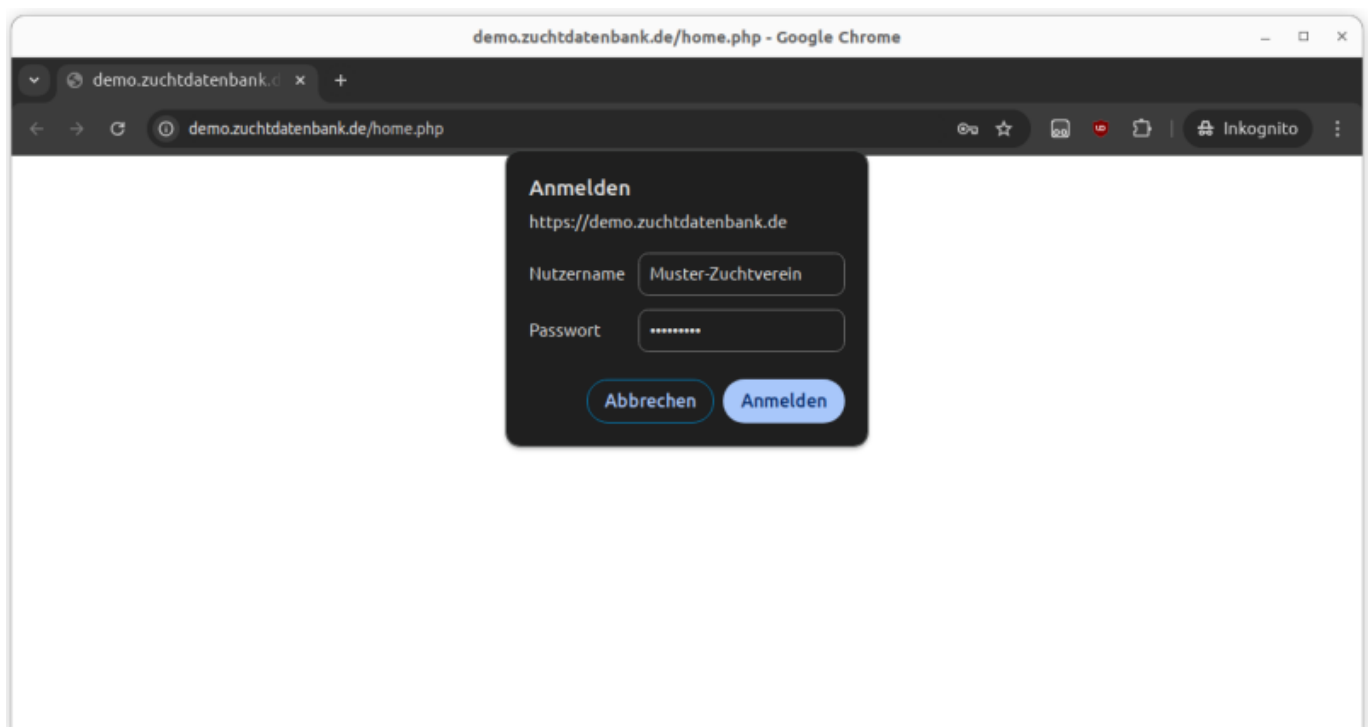 demo.zuchtdatenbank.de/home.php - Google Chrome
demo.zuchtdatenbank.d
demo.zuchtdatenbank.de/home.php
Inkognito
Anmelden
https://demo.zuchtdatenbank.de
Nutzername Muster-Zuchtverein
Passwort •••••••••
Abbrechen Anmelden